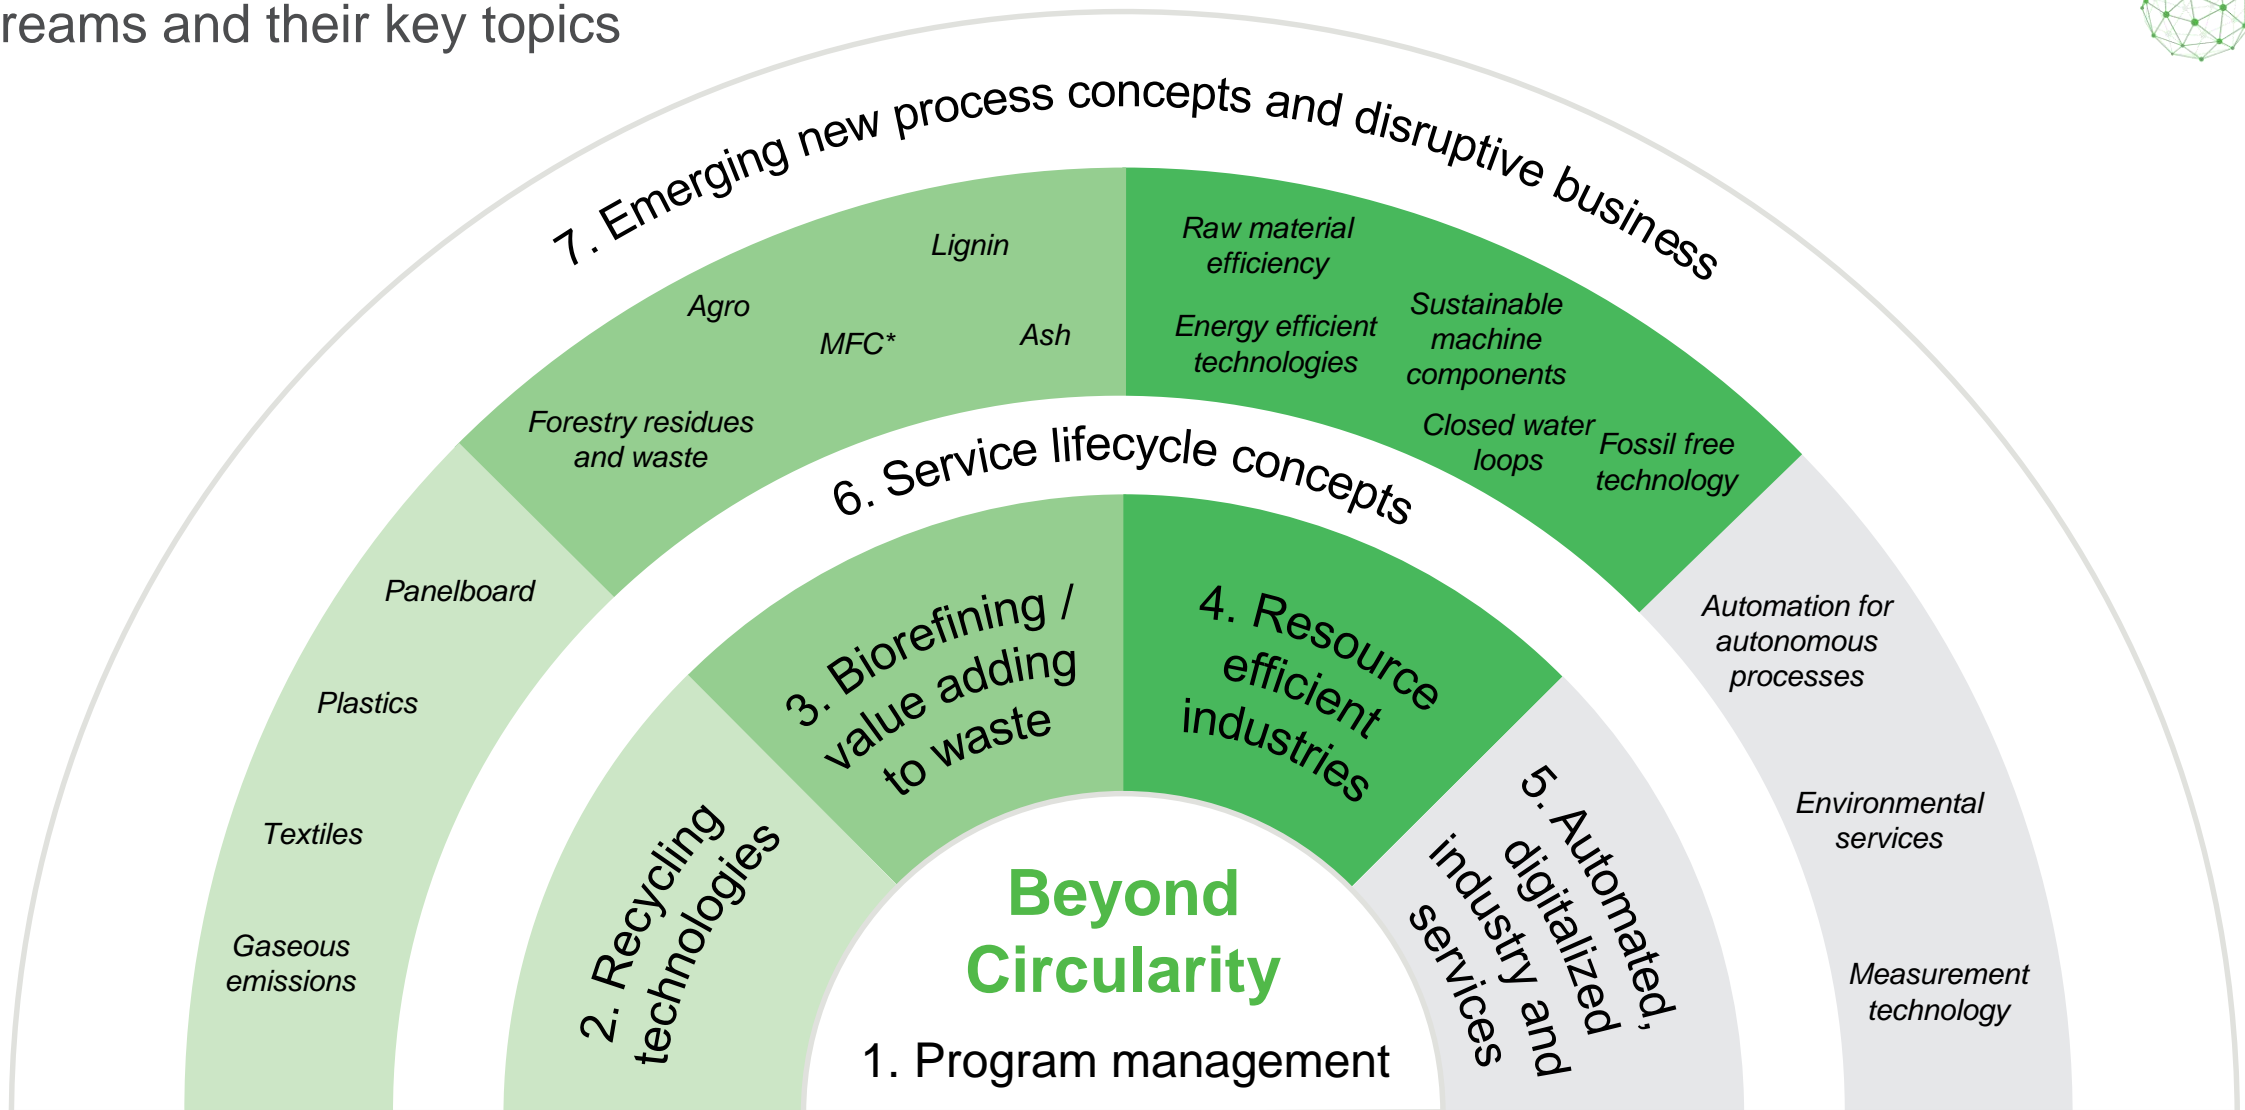 reams and their key topics
7. Emerging new process concepts and disruptive business
Lignin
Agro
MFC*
Ash
Forestry residues
and waste
Raw material
efficiency
Energy efficient
technologies
Sustainable
machine
components
Closed water
loops
Fossil free
technology
6. Service lifecycle concepts
Panelboard
Plastics
Textiles
Gaseous
emissions
Automation for
autonomous
processes
Environmental
services
Measurement
technology
2. Recycling
technologies
3. Biorefining /
value adding
to waste
4. Resource
efficient
industries
5. Automated,
digitalized
industry and
services
Beyond
Circularity
1. Program management